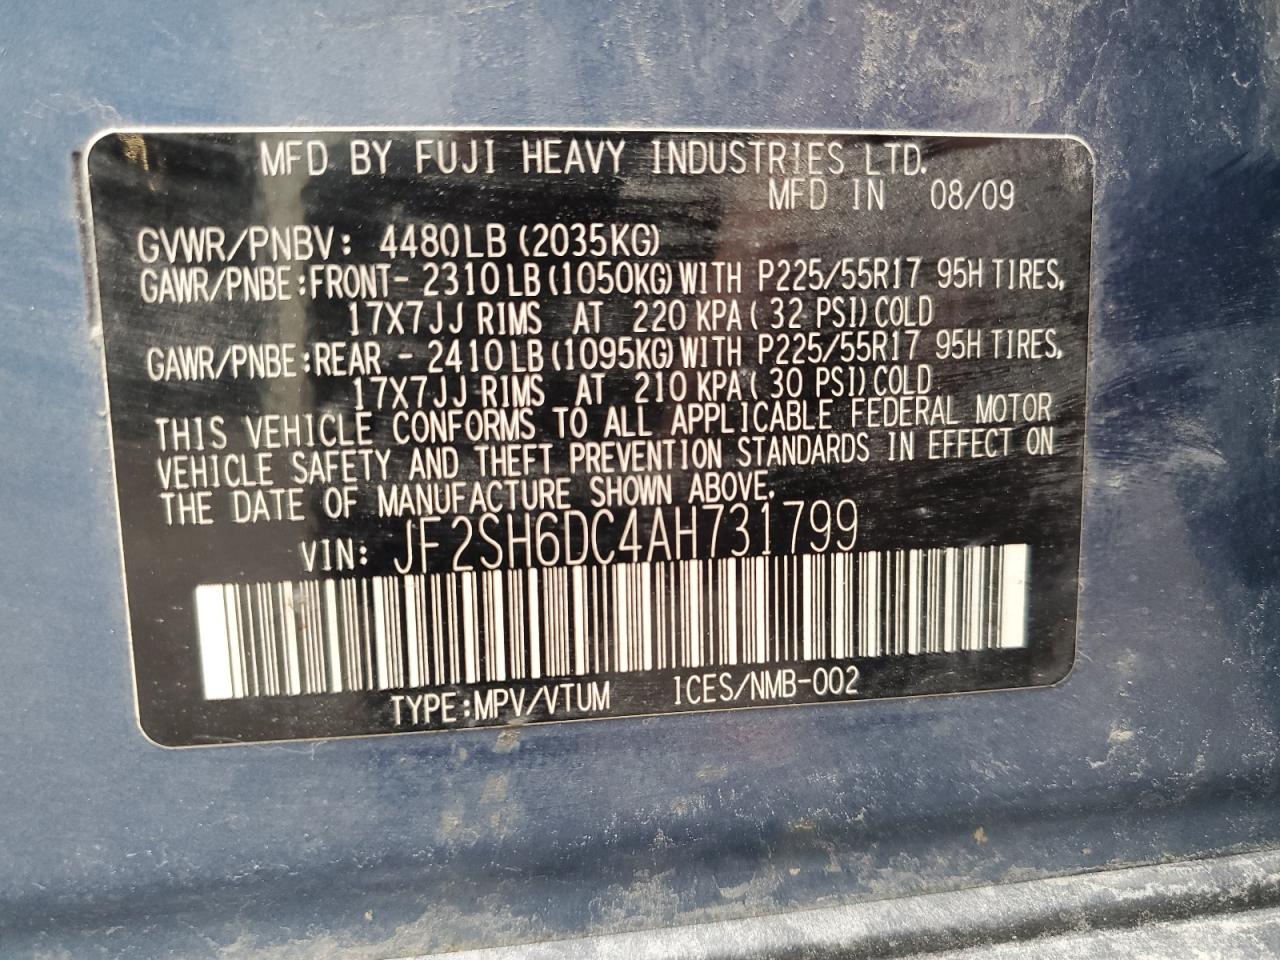 MFD BY FUJI HEAVY INDUSTRIES LTD.
MFD IN 08/09
GVWR/PNBV: 4480LB (2035KG)
GAWR/PNBE:FRONT- 2310LB (1050KG) WITH P225/55R17 95H TIRES,
17X7JJ RIMS AT 220 KPA( 32 PSI) COLD
GAWR/PNBE:REAR - 2410LB (1095KG) WITH P225/55R17 95H TIRES,
17X7JJ RIMS AT 210 KPA( 30 PSI) COLD
THIS VEHICLE CONFORMS TO ALL APPLICABLE FEDERAL MOTOR
VEHICLE SAFETY AND THEFT PREVENTION STANDARDS IN EFFECT ON
THE DATE OF MANUFACTURE SHOWN ABOVE.
VIN: JF2SH6DC4AH731799
TYPE:MPV/VTUM ICES/NMB-002